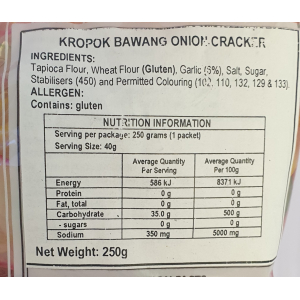 KROPOK BAWANG ONION CRACKER
INGREDIENTS:
Tapioca Flour, Wheat Flour (Gluten), Garlic (5%), Salt, Sugar,
Stabilisers (450) and Permitted Colouring (102, 110, 132, 129 & 133).
ALLERGEN:
Contains: gluten
NUTRITION INFORMATION
Serving per package: 250 grams (1 packet)
Serving Size: 40g
Average Quantity Per Serving Average Quantity Per 100g
Energy 586 kJ 8371 kJ
Protein 0 g 0 g
Fat, total 0 g 0 g
Carbohydrate 35.0 g 500 g
- sugars 0 g 0 g
Sodium 350 mg 5000 mg
Net Weight: 250g